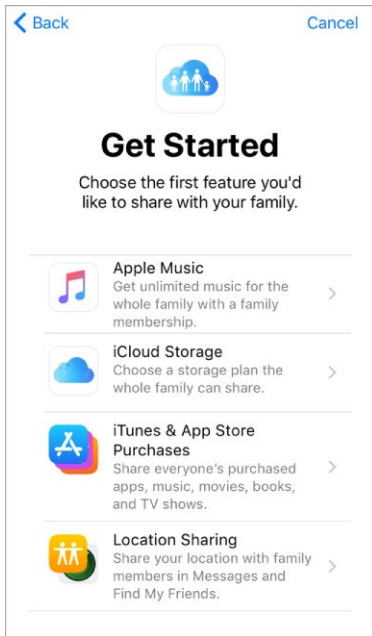 Back
Cancel
Get Started
Choose the first feature you'd
like to share with your family.
Apple Music
Get unlimited music for the
whole family with a family
membership.
iCloud Storage
Choose a storage plan the
whole family can share.
iTunes & App Store
Purchases
Share everyone's purchased
apps, music, movies, books,
and TV shows.
Location Sharing
Share your location with family
members in Messages and
Find My Friends.